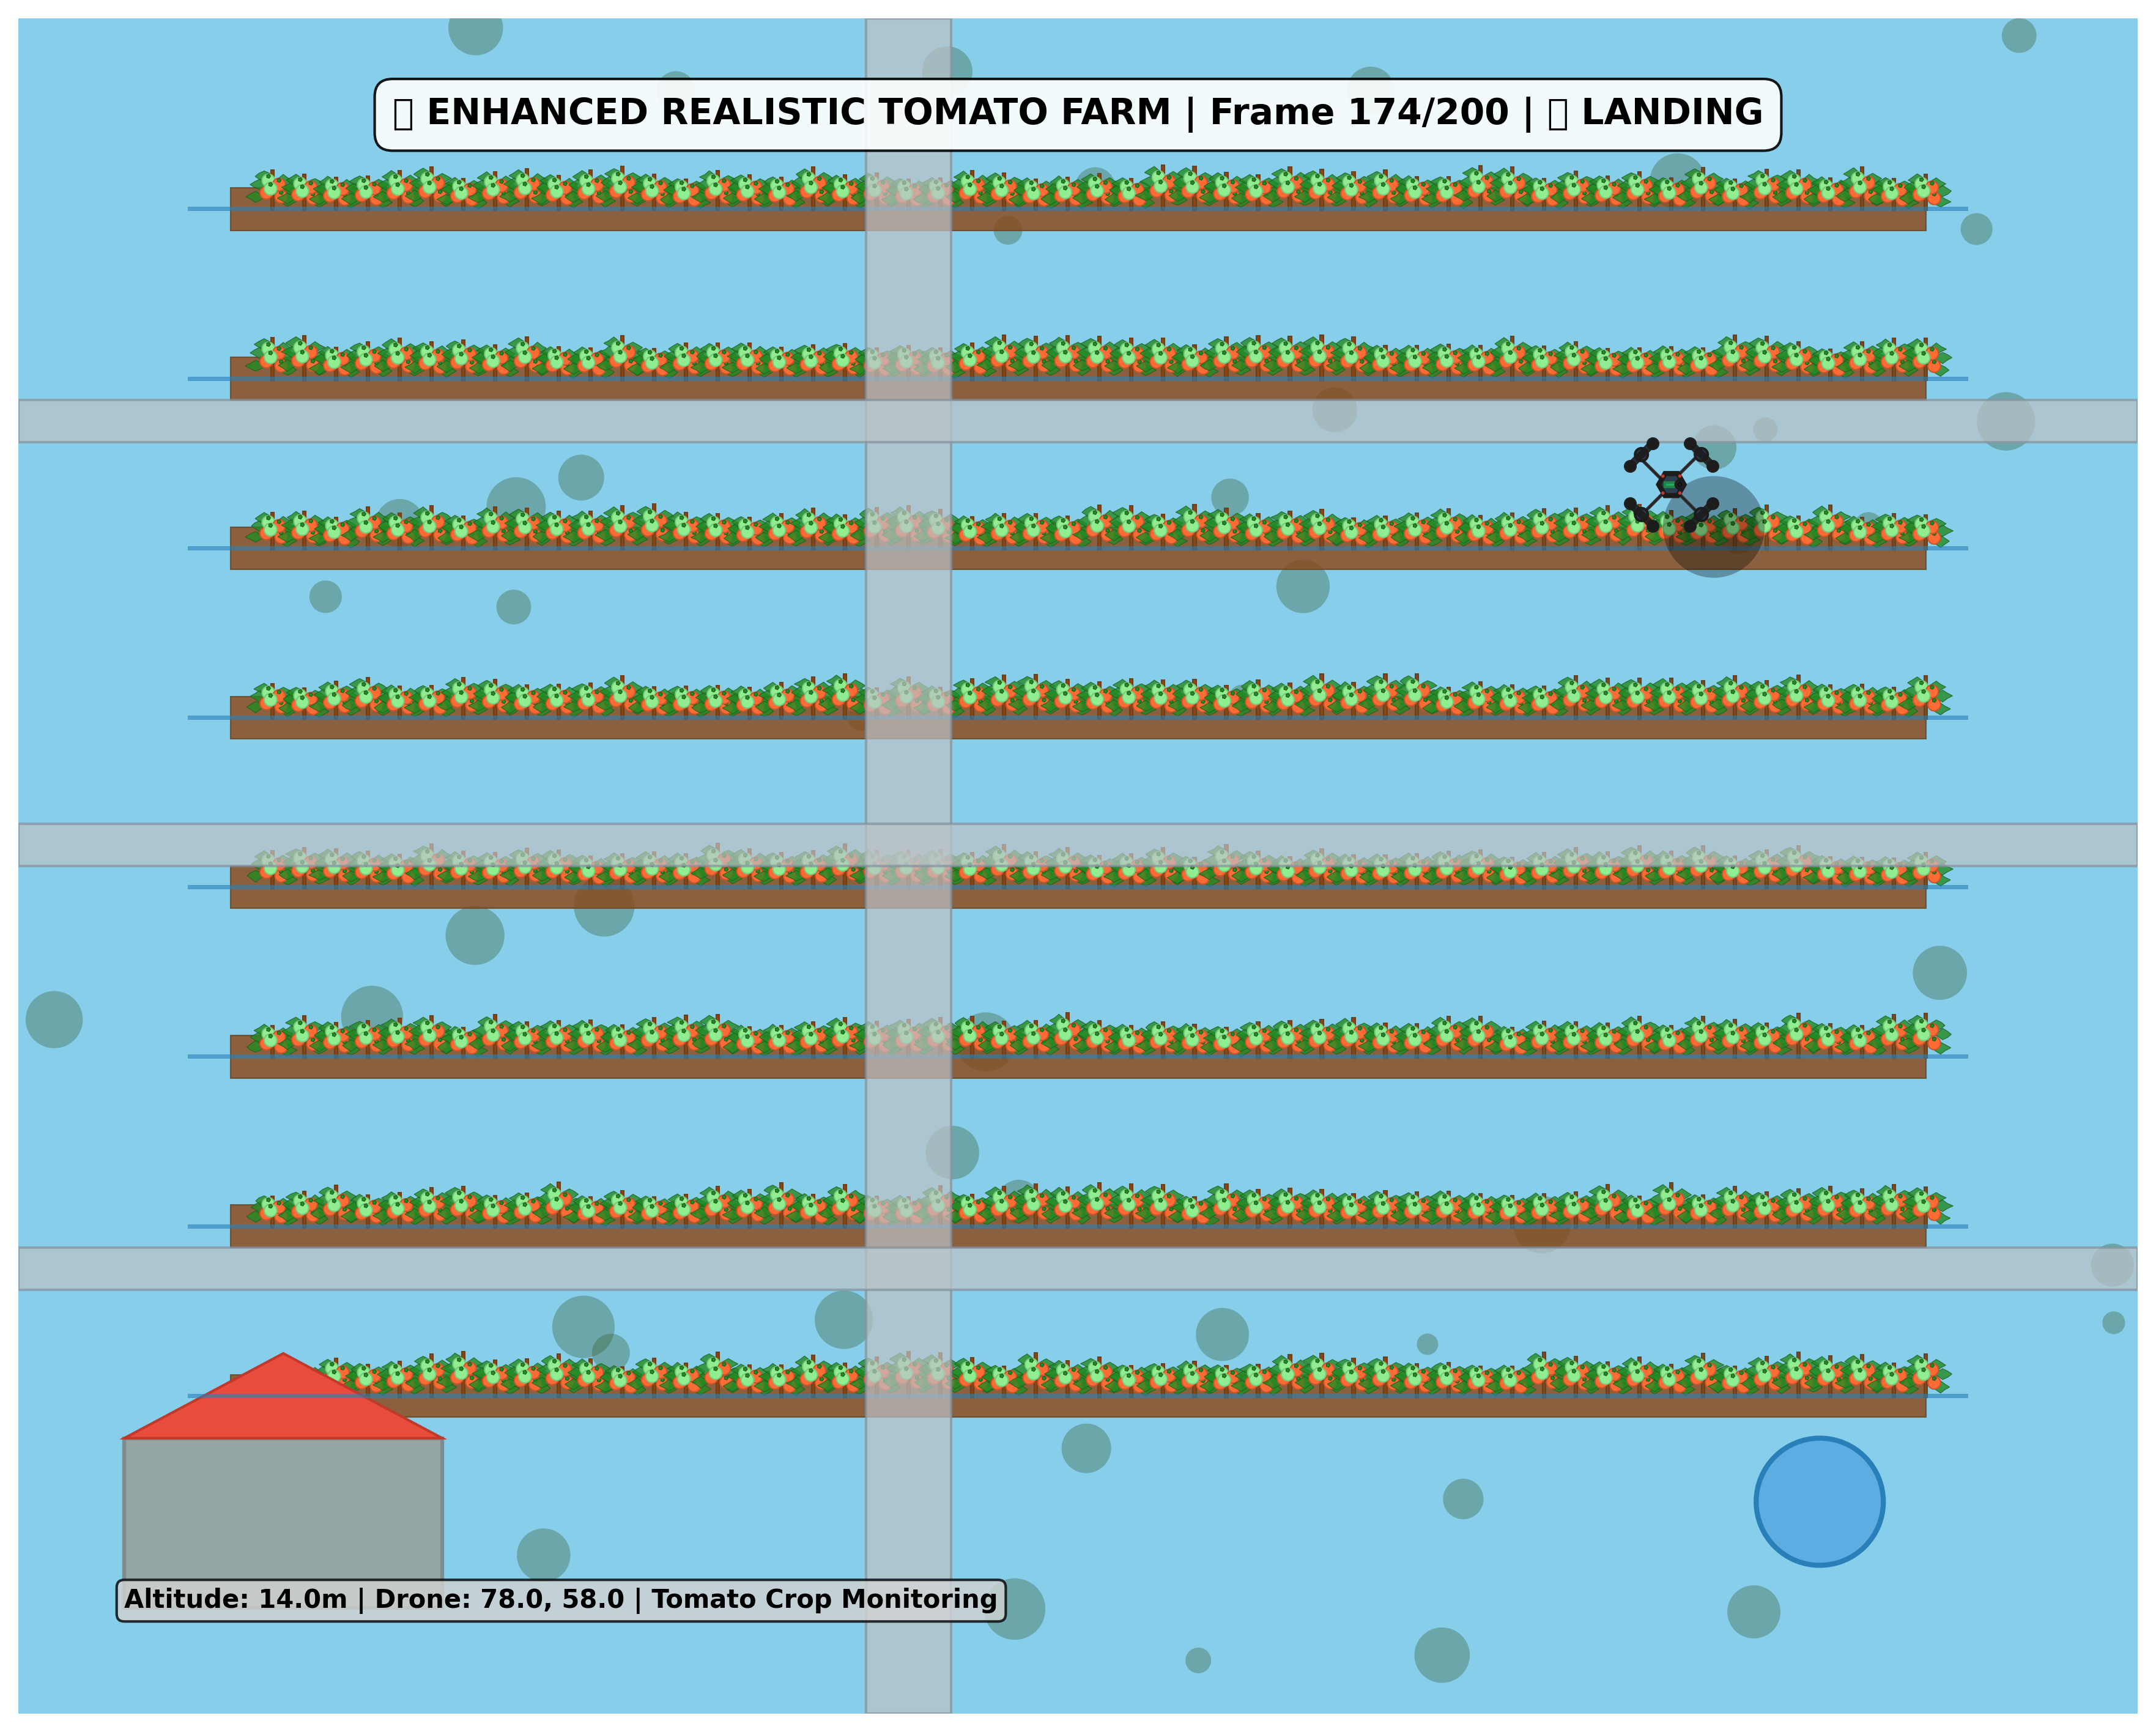 ▯ ENHANCED REALISTIC TOMATO FARM | Frame 174/200 | ▯ LANDING
Altitude: 14.0m | Drone: 78.0, 58.0 | Tomato Crop Monitoring